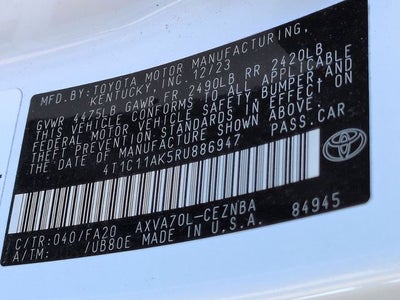 MFD.BY:TOYOTA MOTOR MANUFACTURING,
KENTUCKY, INC. 12/23
GVWR 4475LB GAWR FR 2490LB RR 2420LB
THIS VEHICLE CONFORMS TO ALL APPLICABLE
FEDERAL MOTOR VEHICLE SAFETY, BUMPER, AND
THEFT PREVENTION STANDARDS IN EFFECT ON
THE DATE OF MANUFACTURE SHOWN ABOVE.
4T1C11AK5RU886947 PASS.CAR
TOYOTA
C/TR:040/FA20 AXVA70L-CEZNBA
A/TM: /UB80E MADE IN U.S.A. 84945